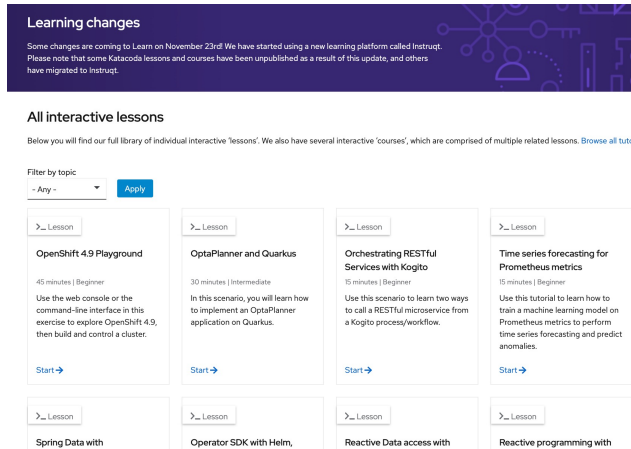 Learning changes
Some changes are coming to Learn on November 23rd! We have started using a new learning platform called Instruqt.
Please note that some Katacoda lessons and courses have been unpublished as a result of this update, and others
have migrated to Instruqt.
All interactive lessons
Below you will find our full library of individual interactive 'lessons'. We also have several interactive 'courses', which are comprised of multiple related lessons. Browse all tuto
Filter by topic
- Any -
Apply
>_ Lesson
OpenShift 4.9 Playground
45 minutes | Beginner
Use the web console or the
command-line interface in this
exercise to explore OpenShift 4.9,
then build and control a cluster.
Start →
>_ Lesson
OptaPlanner and Quarkus
30 minutes | Intermediate
In this scenario, you will learn how
to implement an OptaPlanner
application on Quarkus.
Start →
>_ Lesson
Orchestrating RESTful
Services with Kogito
15 minutes | Beginner
Use this scenario to learn two ways
to call a RESTful microservice from
a Kogito process/workflow.
Start →
>_ Lesson
Time series forecasting for
Prometheus metrics
15 minutes | Beginner
Use this tutorial to learn how to
train a machine learning model on
Prometheus metrics to perform
time series forecasting and predict
anomalies.
Start →
>_ Lesson
Spring Data with
>_ Lesson
Operator SDK with Helm,
>_ Lesson
Reactive Data access with
>_ Lesson
Reactive programming with